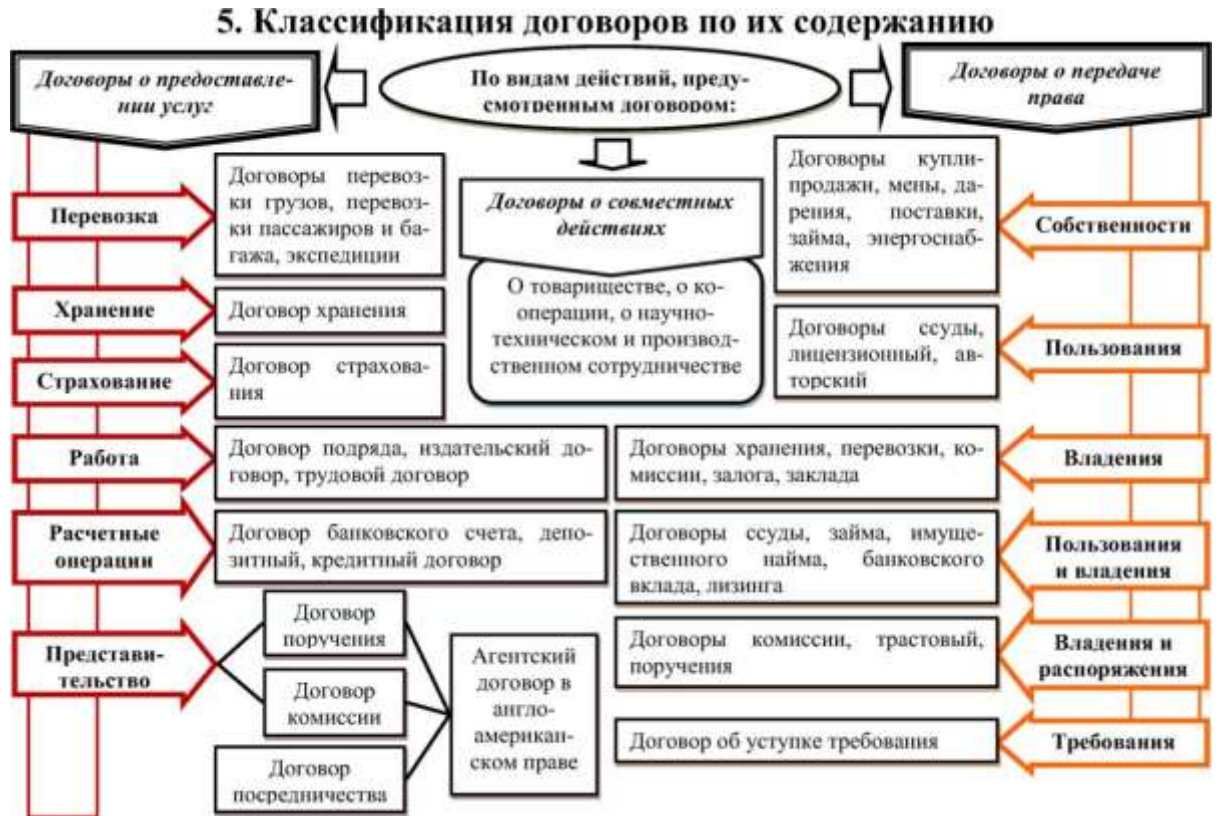 5. Классификация договоров по их содержанию
Договоры о предоставле-
нии услуг
По видам действий, преду-
смотренным договором:
Договоры о передаче
права
Перевозка
Договоры перевоз-
ки грузов, перевоз-
ки пассажиров и ба-
гажа, экспедиции
Хранение
Договор хранения
Страхование
Договор страхова-
ния
Работа
Договор подряда, издательский до-
говор, трудовой договор
Расчетные
операции
Договор банковского счета, депо-
зитный, кредитный договор
Представи-
тельство
Договор
поручения
Договор
комиссии
Договор
посредничества
Агентский
договор в
англо-
американ-
ском праве
Договоры о совместных
действиях
О товариществе, о ко-
операции, о научно-
техническом и производ-
ственном сотрудничестве
Договоры купли-
продажи, мены, да-
рения, поставки,
займа, энергоснаб-
жения
Собственности
Договоры ссуды,
лицензионный, ав-
торский
Пользования
Договоры хранения, перевозки, ко-
миссии, залога, заклада
Владения
Договоры ссуды, займа, имуще-
ственного найма, банковского
вклада, лизинга
Пользования
и владения
Договоры комиссии, трастовый,
поручения
Владения и
распоряжения
Договор об уступке требования
Требования